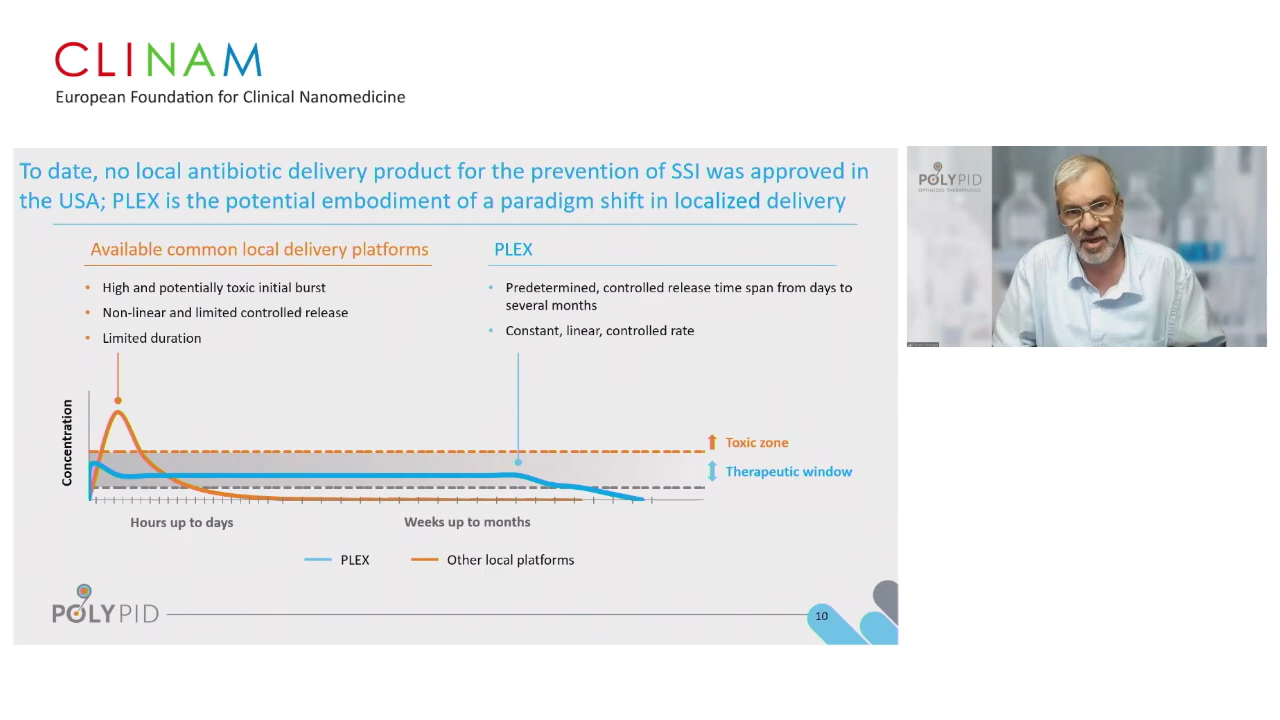 CLINAM
European Foundation for Clinical Nanomedicine
To date, no local antibiotic delivery product for the prevention of SSI was approved in
the USA; PLEX is the potential embodiment of a paradigm shift in localized delivery
Available common local delivery platforms
• High and potentially toxic initial burst
• Non-linear and limited controlled release
• Limited duration
PLEX
• Predetermined, controlled release time span from days to
several months
• Constant, linear, controlled rate
Concentration
Toxic zone
Therapeutic window
Hours up to days
Weeks up to months
PLEX
Other local platforms
POLYPID
10
POLYPID
OPTIMIZED THERAPEUTICS